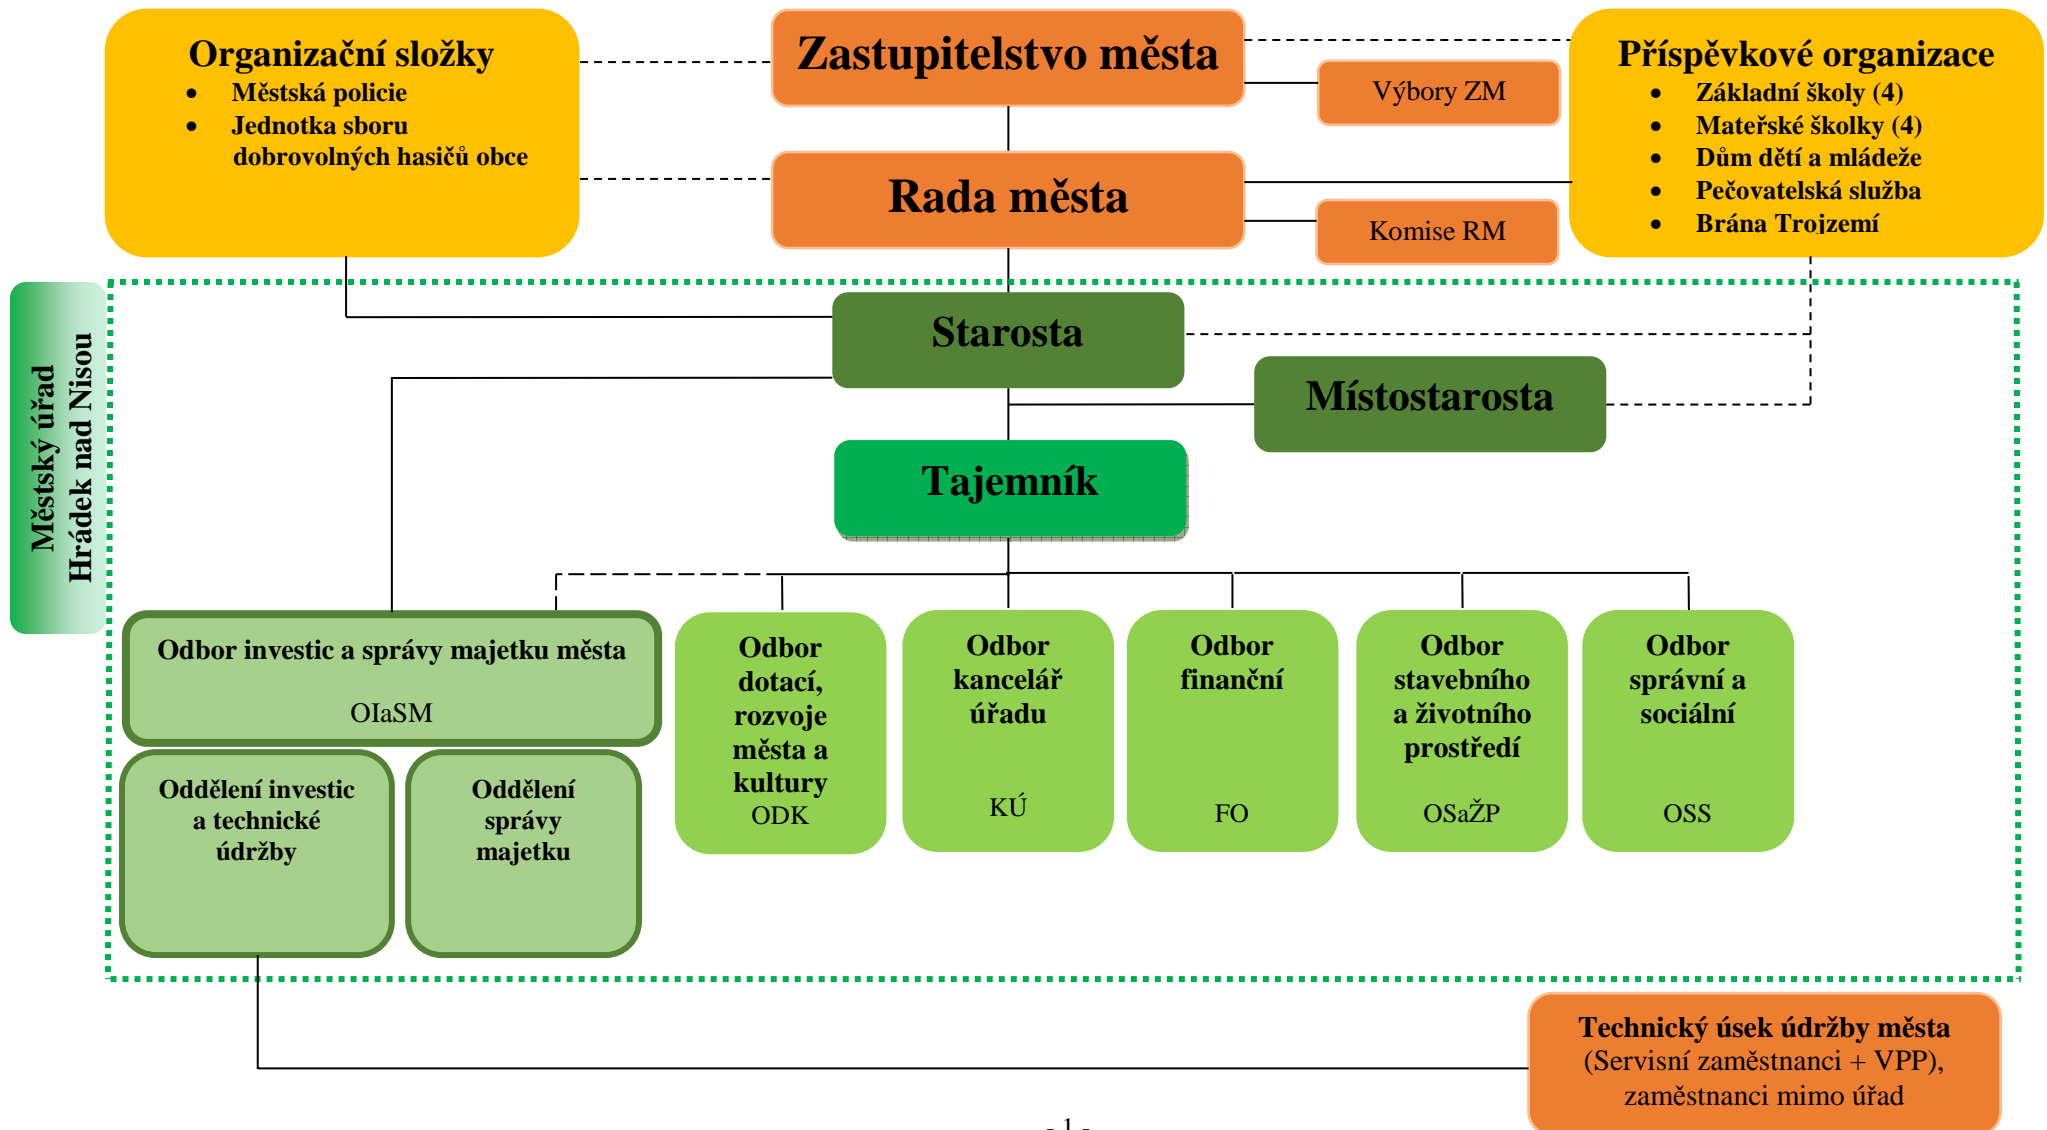 Organizační složky
• Městská policie
• Jednotka sboru
dobrovolných hasičů obce
Zastupitelstvo města
Výbory ZM
Rada města
Komise RM
Příspěvkové organizace
• Základní školy (4)
• Mateřské školky (4)
• Dům dětí a mládeže
• Pečovatelská služba
• Brána Trojzemí
Městský úřad
Hrádek nad Nisou
Starosta
Místostarosta
Tajemník
Odbor investic a správy majetku města
OIaSM
Oddělení investic
a technické
údržby
Oddělení
správy
majetku
Odbor
dotací,
rozvoje
města a
kultury
ODK
Odbor
kancelář
úřadu
KÚ
Odbor
finanční
FO
Odbor
stavebního
a životního
prostředí
OSaŽP
Odbor
správní a
sociální
OSS
Technický úsek údržby města
(Servisní zaměstnanci + VPP),
zaměstnanci mimo úřad
- 1 -